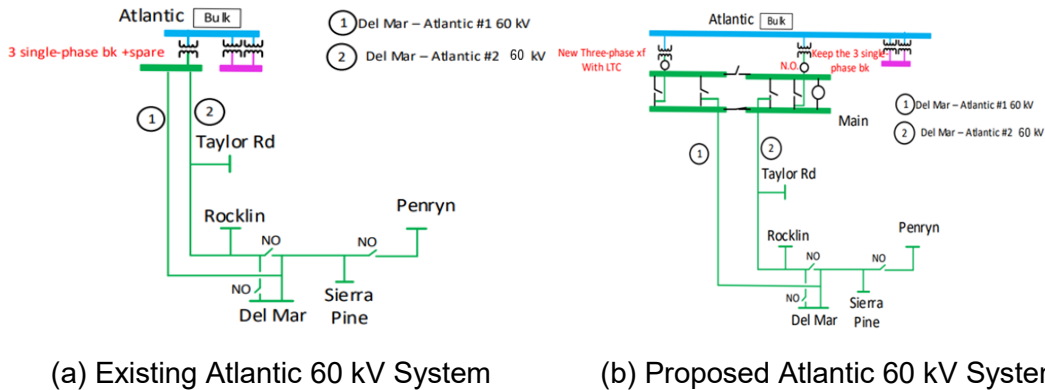 Atlantic Bulk
3 single-phase bk +spare
1 Del Mar – Atlantic #1 60 kV
2 Del Mar – Atlantic #2 60 kV
1
2
Taylor Rd
Rocklin
Penryn
NO
NO
NO
Sierra
Pine
Del Mar
(a) Existing Atlantic 60 kV System
Atlantic Bulk
New Three-phase xf
With LTC
N.O.
Keep the 3 single-
phase bk
1 Del Mar – Atlantic #1 60 kV
2 Del Mar – Atlantic #2 60 kV
Main
1
2
Taylor Rd
Rocklin
Penryn
NO
NO
NO
Sierra
Pine
Del Mar
(b) Proposed Atlantic 60 kV System